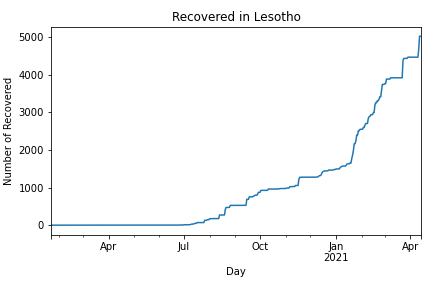 Recovered in Lesotho
Number of Recovered
5000
4000
3000
2000
1000
0
Apr
Jul
Oct
Jan
2021
Apr
Day